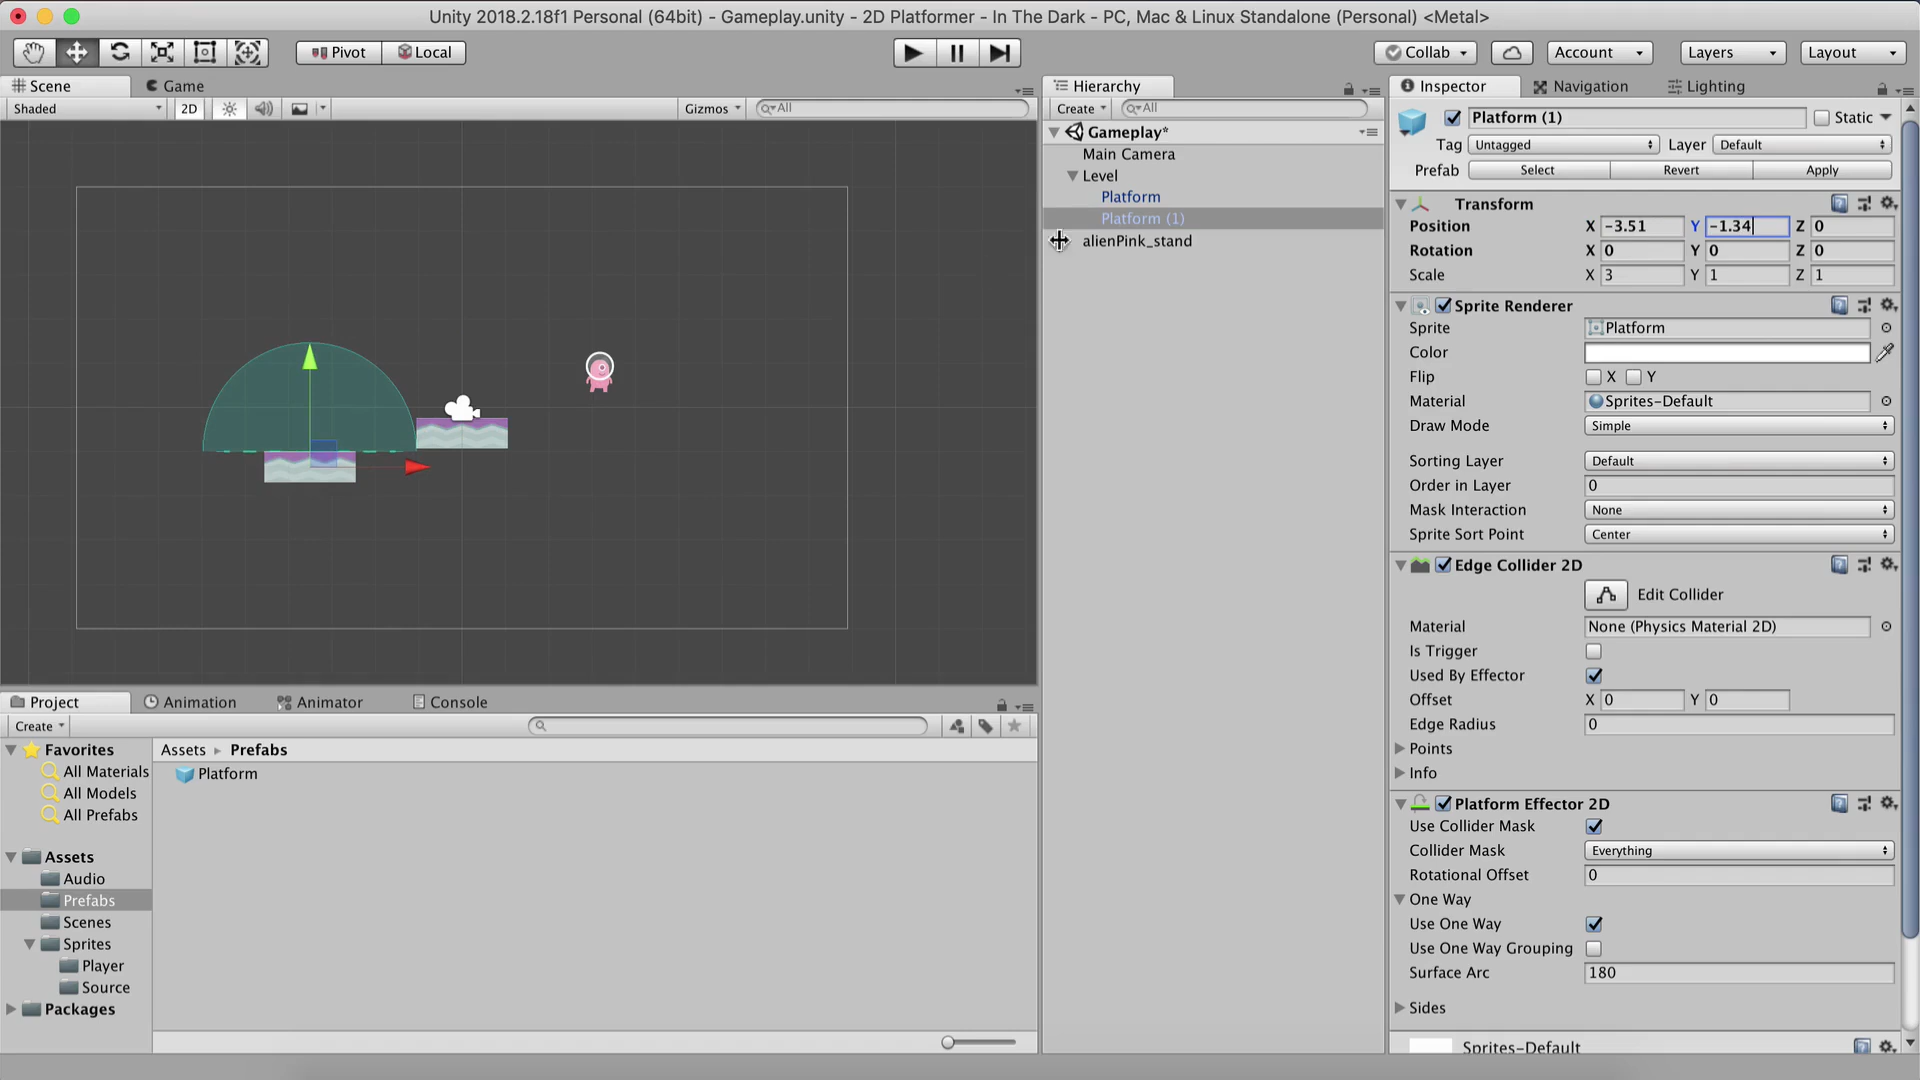 Unity 2018.2.18f1 Personal (64bit) - Gameplay.unity - 2D Platformer - In The Dark - PC, Mac & Linux Standalone (Personal) <Metal>
Pivot Local Collab Account Layers Layout
Scene Game
Shaded 2D Gizmos All
Hierarchy
Create All
Gameplay*
Main Camera
Level
Platform
Platform (1)
alienPink_stand
Inspector Navigation Lighting
Platform (1) Static
Tag Untagged Layer Default
Prefab Select Revert Apply
Transform
Position X -3.51 Y -1.34 Z 0
Rotation X 0 Y 0 Z 0
Scale X 3 Y 1 Z 1
Sprite Renderer
Sprite Platform
Color
Flip X Y
Material Sprites-Default
Draw Mode Simple
Sorting Layer Default
Order in Layer 0
Mask Interaction None
Sprite Sort Point Center
Edge Collider 2D
Edit Collider
Material None (Physics Material 2D)
Is Trigger
Used By Effector
Offset X 0 Y 0
Edge Radius 0
Points
Info
Platform Effector 2D
Use Collider Mask
Collider Mask Everything
Rotational Offset 0
One Way
Use One Way
Use One Way Grouping
Surface Arc 180
Sides
Sprites-Default
Project Animation Animator Console
Create
Favorites
All Materials
All Models
All Prefabs
Assets
Audio
Prefabs
Scenes
Sprites
Player
Source
Packages
Assets Prefabs
Platform